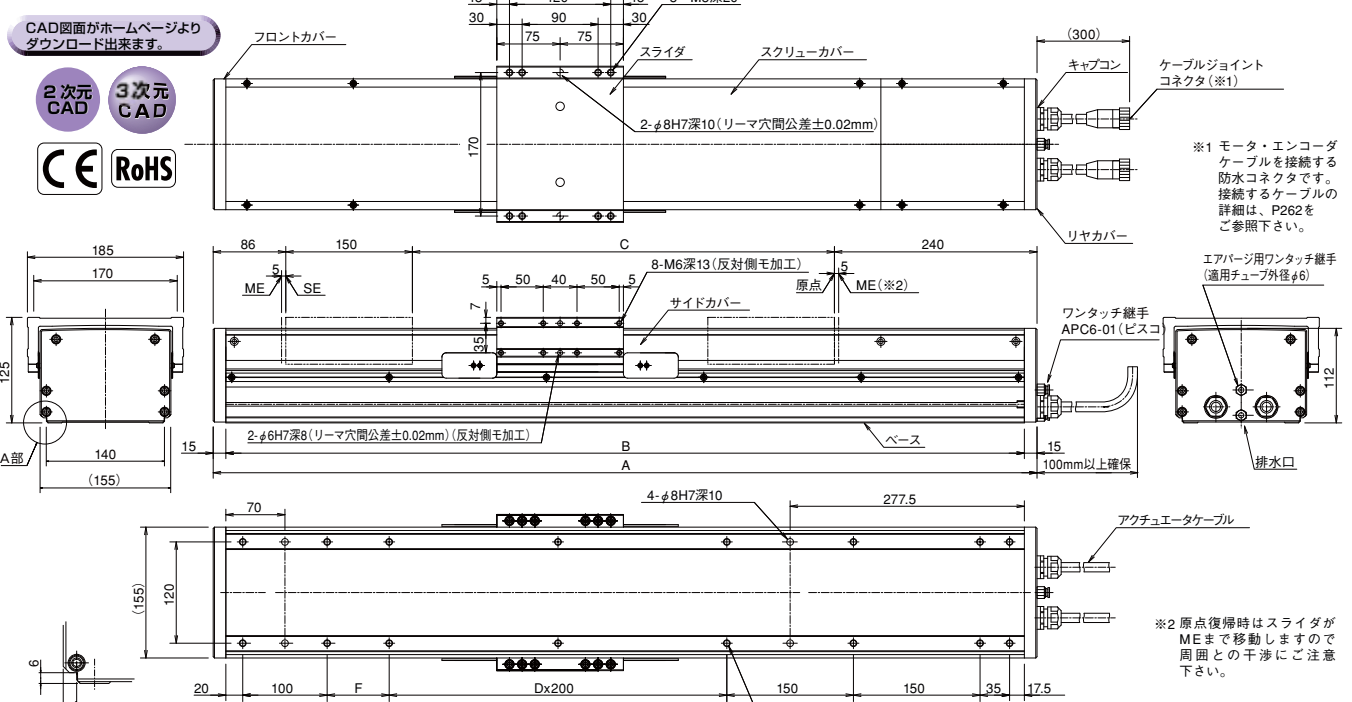 CAD図面がホームページより
ダウンロード出来ます。
2次元
CAD
3次元
CAD
CE
RoHS
120
30
90
30
75
75
フロントカバー
スライダ
スクリューカバー
(300)
キャプコン
ケーブルジョイント
コネクタ(※1)
2-φ8H7深10(リーマ穴間公差±0.02mm)
170
※1 モータ・エンコーダ
ケーブルを接続する
防水コネクタです。
接続するケーブルの
詳細は、P262を
ご参照下さい。
リヤカバー
185
170
125
A部
140
(155)
86
150
C
240
5
ME
SE
5
50
40
50
5
7
35
8-M6深13(反対側モ加工)
サイドカバー
原点
5
ME(※2)
エアパージ用ワンタッチ継手
(適用チューブ外径φ6)
ワンタッチ継手
APC6-01(ピスコ)
112
2-φ6H7深8(リーマ穴間公差±0.02mm)(反対側モ加工)
ベース
15
B
15
A
100mm以上確保
排水口
70
4-φ8H7深10
277.5
アクチュエータケーブル
(155)
120
※2 原点復帰時はスライダが
MEまで移動しますので
周囲との干渉にご注意
下さい。
6
20
100
F
Dx200
150
150
35
17.5